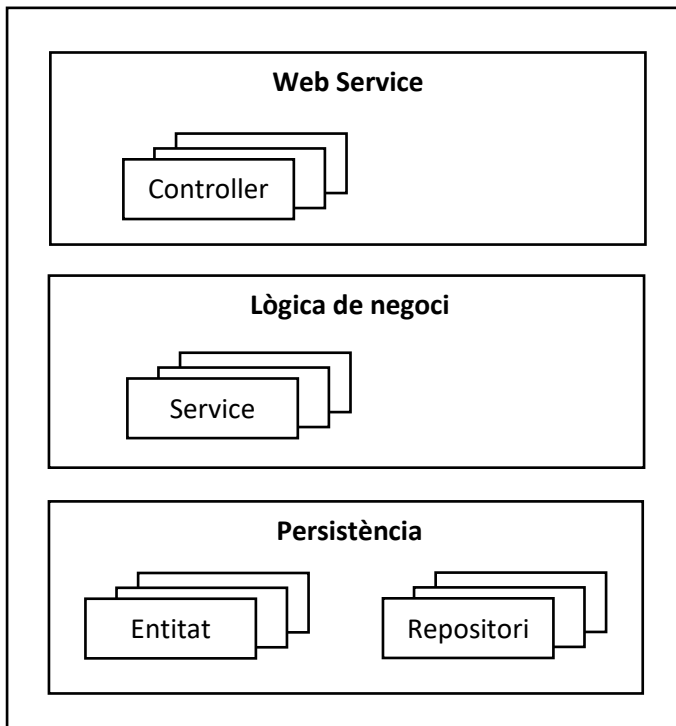 Web Service
Controller
Lògica de negoci
Service
Persistència
Entitat
Repositori